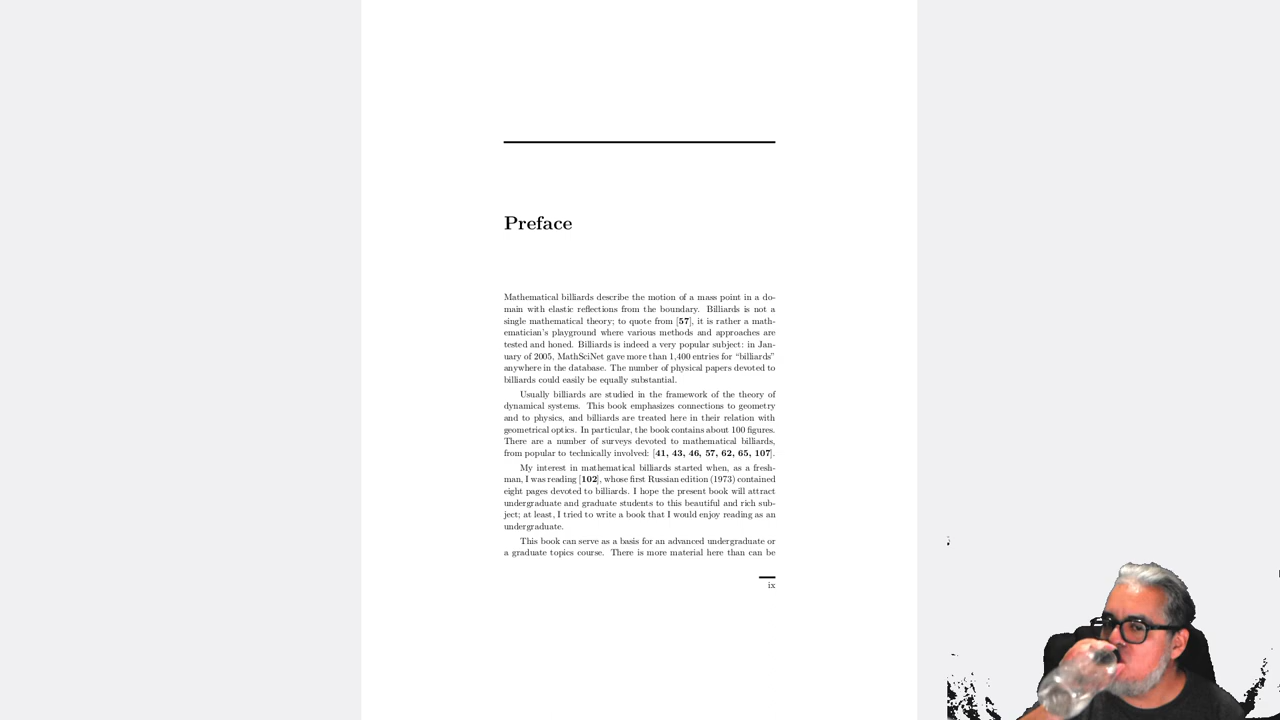 Preface
Mathematical billiards describe the motion of a mass point in a do-
main with elastic reflections from the boundary. Billiards is not a
single mathematical theory; to quote from [57], it is rather a math-
ematician's playground where various methods and approaches are
tested and honed. Billiards is indeed a very popular subject: in Jan-
uary of 2005, MathSciNet gave more than 1,400 entries for “billiards”
anywhere in the database. The number of physical papers devoted to
billiards could easily be equally substantial.
Usually billiards are studied in the framework of the theory of
dynamical systems. This book emphasizes connections to geometry
and to physics, and billiards are treated here in their relation with
geometrical optics. In particular, the book contains about 100 figures.
There are a number of surveys devoted to mathematical billiards,
from popular to technically involved: [41, 43, 46, 57, 62, 65, 107].
My interest in mathematical billiards started when, as a fresh-
man, I was reading [102], whose first Russian edition (1973) contained
eight pages devoted to billiards. I hope the present book will attract
undergraduate and graduate students to this beautiful and rich sub-
ject; at least, I tried to write a book that I would enjoy reading as an
undergraduate.
This book can serve as a basis for an advanced undergraduate or
a graduate topics course. There is more material here than can be
ix